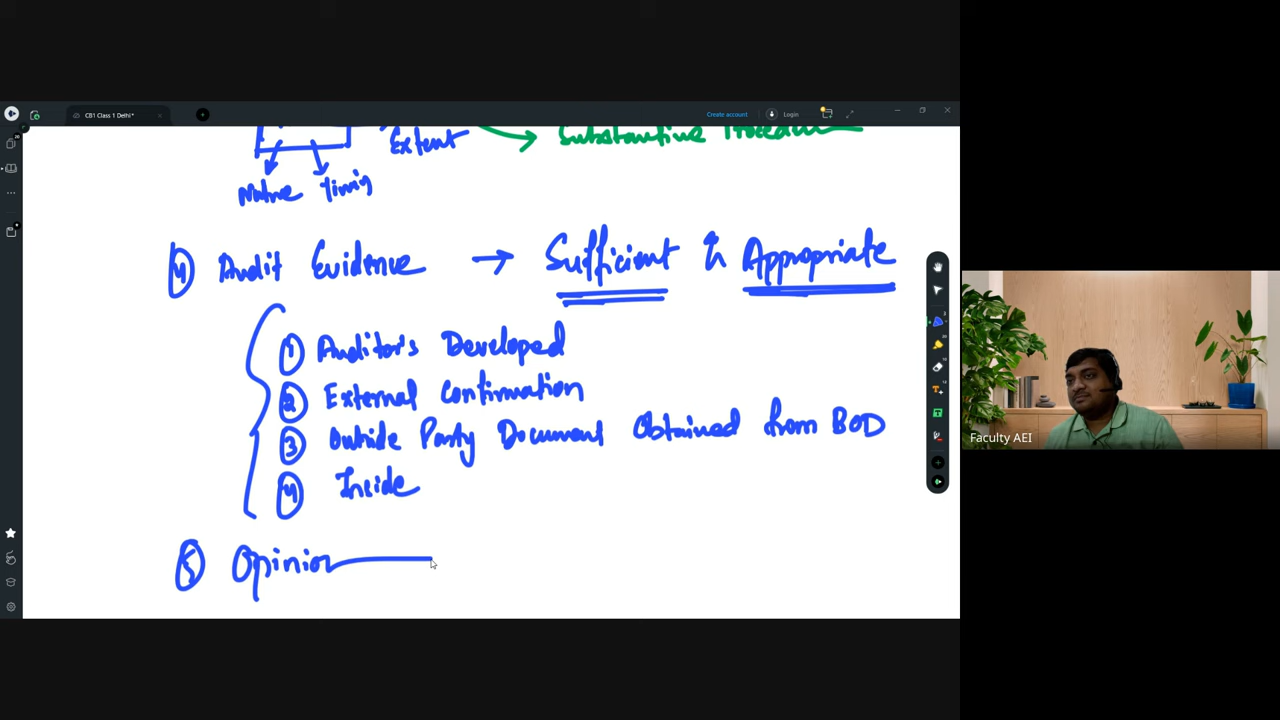 CB1 Class 1 Delhi*
Create account
Login
Extent
Substantive Procedure
Nature Timing
4 Audit Evidence → Sufficient & Appropriate
1 Auditor's Developed
2 External Confirmation
3 Outside Party Document Obtained from BOD
4 Inside
5 Opinion
Faculty AEI